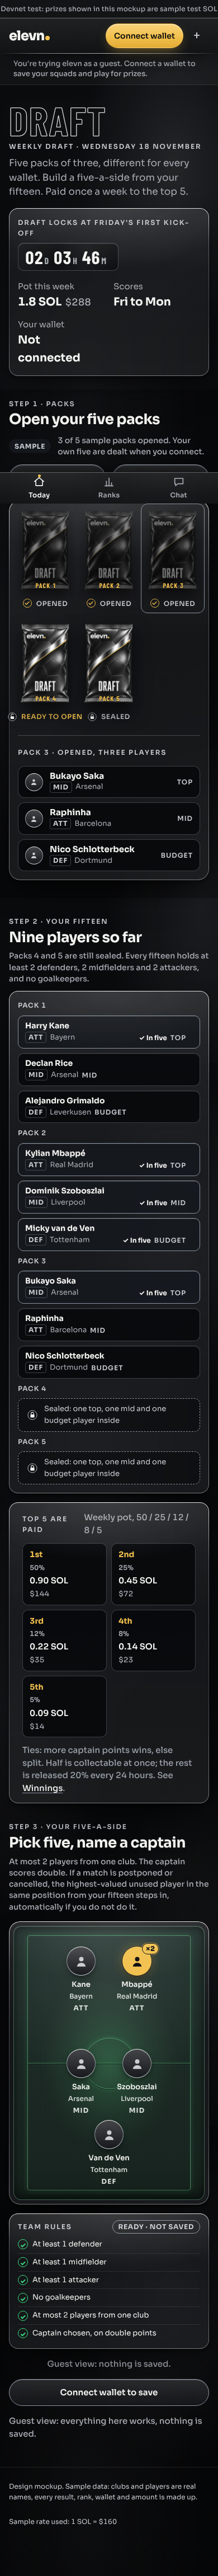 Devnet test: prizes shown in this mockup are sample test SOL
elevn.
Connect wallet
+
You're trying elevn as a guest. Connect a wallet to
save your squads and play for prizes.
DRAFT
WEEKLY DRAFT · WEDNESDAY 18 NOVEMBER
Five packs of three, different for every
wallet. Build a five-a-side from your
fifteen. Paid once a week to the top 5.
DRAFT LOCKS AT FRIDAY'S FIRST KICK-
OFF
02D 03H 46M
Pot this week
1.8 SOL $288
Scores
Fri to Mon
Your wallet
Not
connected
STEP 1 · PACKS
Open your five packs
SAMPLE
3 of 5 sample packs opened. Your
own five are dealt when you connect.
Today
Ranks
Chat
elevn.
DRAFT
PACK 1
OPENED
elevn.
DRAFT
PACK 2
OPENED
elevn.
DRAFT
PACK 3
OPENED
elevn.
DRAFT
PACK 4
READY TO OPEN
elevn.
DRAFT
PACK 5
SEALED
PACK 3 · OPENED, THREE PLAYERS
Bukayo Saka
MID Arsenal
TOP
Raphinha
ATT Barcelona
MID
Nico Schlotterbeck
DEF Dortmund
BUDGET
STEP 2 · YOUR FIFTEEN
Nine players so far
Packs 4 and 5 are still sealed. Every fifteen holds at
least 2 defenders, 2 midfielders and 2 attackers,
and no goalkeepers.
PACK 1
Harry Kane
ATT Bayern
✓ In five TOP
Declan Rice
MID Arsenal MID
Alejandro Grimaldo
DEF Leverkusen BUDGET
PACK 2
Kylian Mbappé
ATT Real Madrid
✓ In five TOP
Dominik Szoboszlai
MID Liverpool
✓ In five MID
Micky van de Ven
DEF Tottenham
✓ In five BUDGET
PACK 3
Bukayo Saka
MID Arsenal
✓ In five TOP
Raphinha
ATT Barcelona MID
Nico Schlotterbeck
DEF Dortmund BUDGET
PACK 4
Sealed: one top, one mid and one
budget player inside
PACK 5
Sealed: one top, one mid and one
budget player inside
TOP 5 ARE
PAID
Weekly pot, 50 / 25 / 12 /
8 / 5
1st
50%
0.90 SOL
$144
2nd
25%
0.45 SOL
$72
3rd
12%
0.22 SOL
$35
4th
8%
0.14 SOL
$23
5th
5%
0.09 SOL
$14
Ties: more captain points wins, else
split. Half is collectable at once; the rest
is released 20% every 24 hours. See
Winnings.
STEP 3 · YOUR FIVE-A-SIDE
Pick five, name a captain
At most 2 players from one club. The captain
scores double. If a match is postponed or
cancelled, the highest-valued unused player in the
same position from your fifteen steps in,
automatically if you do not do it.
×2
Kane
Bayern
ATT
Mbappé
Real Madrid
ATT
Saka
Arsenal
MID
Szoboszlai
Liverpool
MID
Van de Ven
Tottenham
DEF
TEAM RULES
READY · NOT SAVED
At least 1 defender
At least 1 midfielder
At least 1 attacker
No goalkeepers
At most 2 players from one club
Captain chosen, on double points
Guest view: nothing is saved.
Connect wallet to save
Guest view: everything here works, nothing is
saved.
Design mockup. Sample data: clubs and players are real
names, every result, rank, wallet and amount is made up.
Sample rate used: 1 SOL = $160